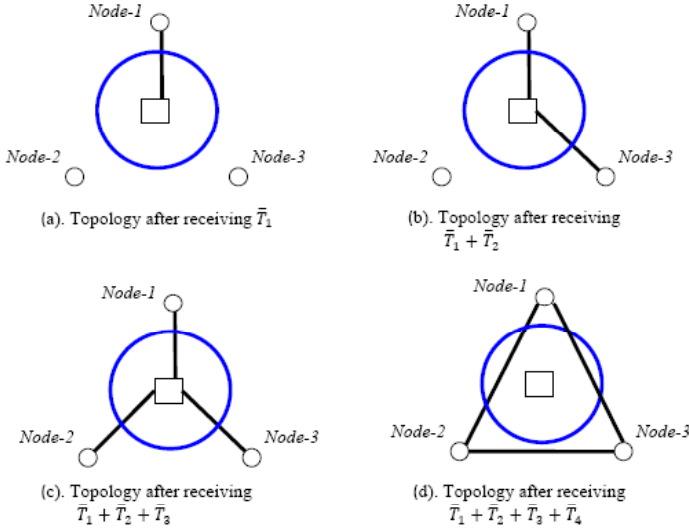 Node-1
Node-2
Node-3
(a). Topology after receiving T̿₁
Node-1
Node-2
Node-3
(b). Topology after receiving
T̿₁ + T̿₂
Node-1
Node-2
Node-3
(c). Topology after receiving
T̿₁ + T̿₂ + T̿₃
Node-1
Node-2
Node-3
(d). Topology after receiving
T̿₁ + T̿₂ + T̿₃ + T̿₄